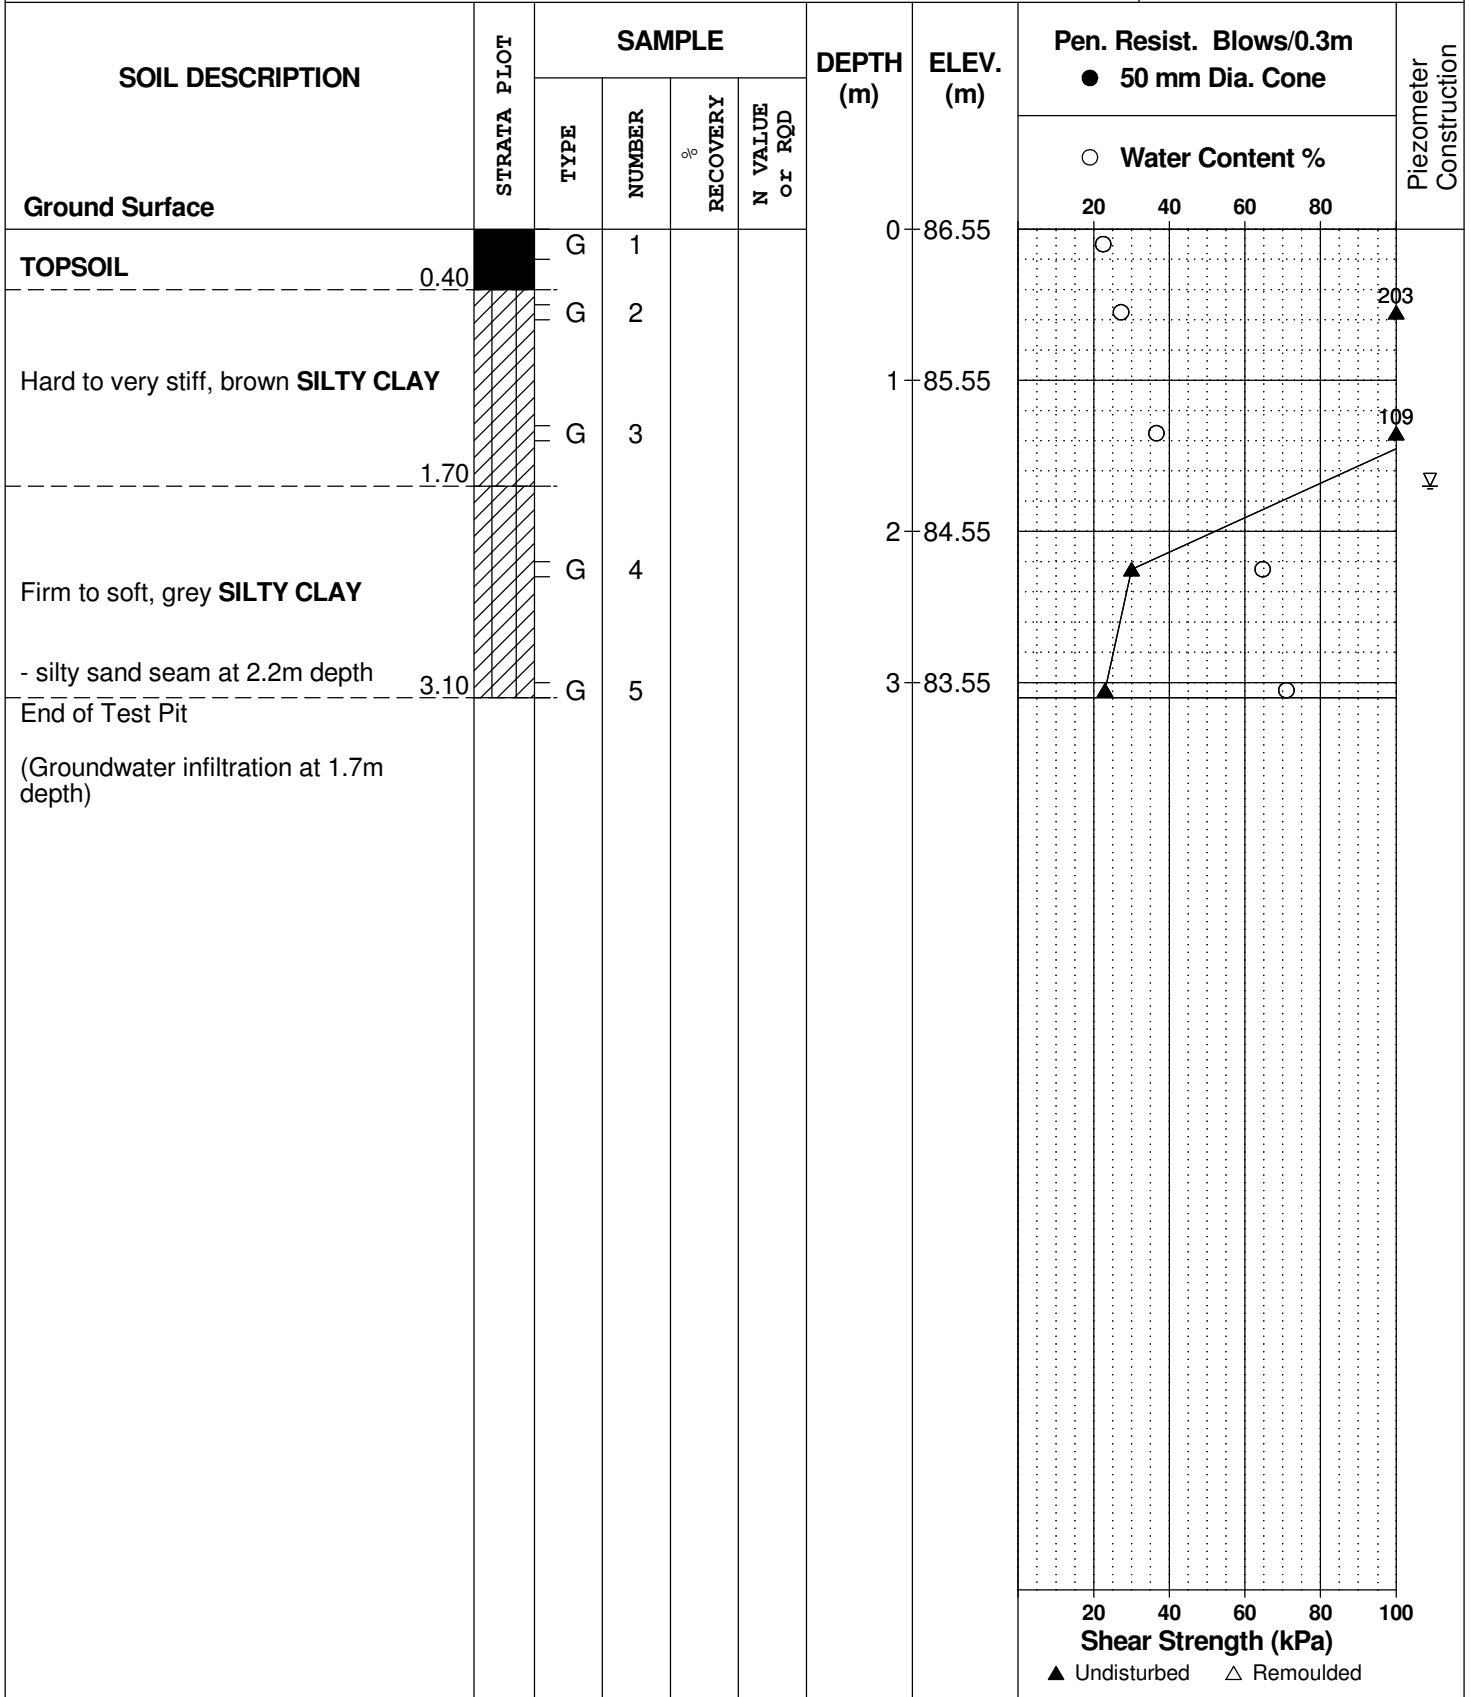 SOIL DESCRIPTION
STRATA PLOT
SAMPLE
TYPE
NUMBER
%
RECOVERY
N VALUE
or RQD
DEPTH
(m)
ELEV.
(m)
Pen. Resist. Blows/0.3m
● 50 mm Dia. Cone
○ Water Content %
Piezometer
Construction
Ground Surface
20 40 60 80
0 86.55
TOPSOIL
0.40
G 1
G 2
203
Hard to very stiff, brown SILTY CLAY
1 85.55
109
G 3
1.70
2 84.55
G 4
Firm to soft, grey SILTY CLAY
- silty sand seam at 2.2m depth
3.10
G 5
3 83.55
End of Test Pit
(Groundwater infiltration at 1.7m
depth)
20 40 60 80 100
Shear Strength (kPa)
▲ Undisturbed △ Remoulded